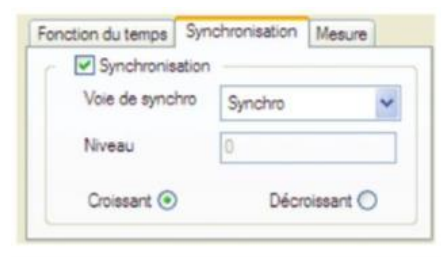 Fonction du temps Synchronisation Mesure
Synchronisation
Voie de synchro Synchro
Niveau 0
Croissant Décroissant